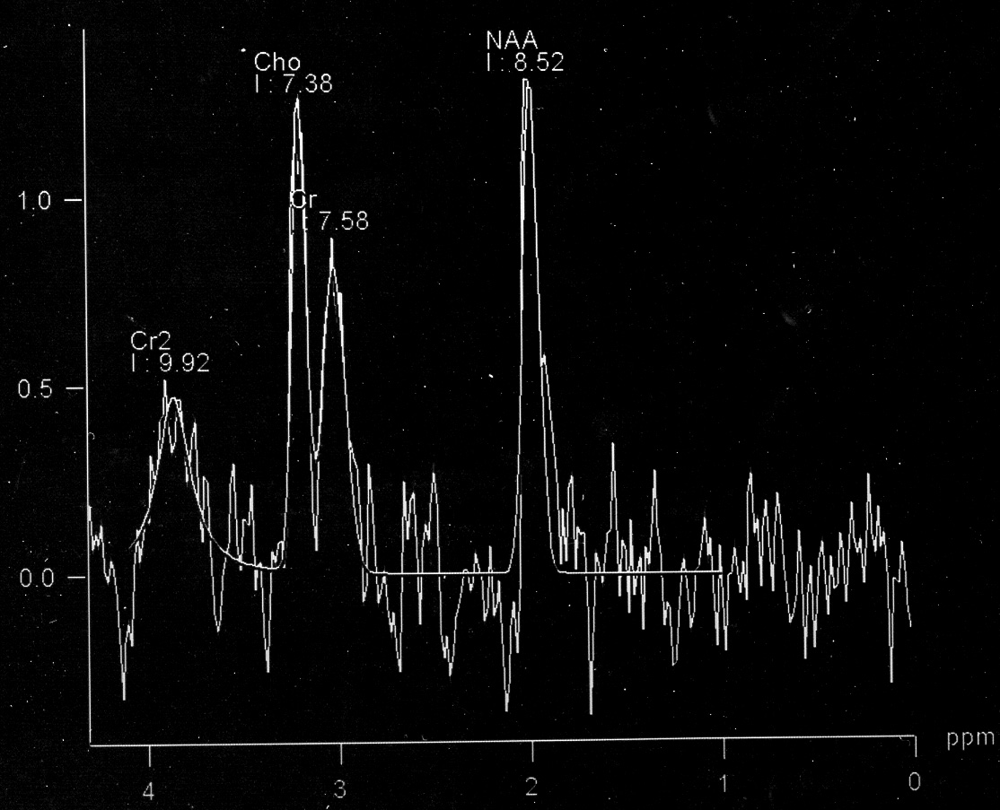 NAA
I : 8.52
Cho
I : 7.38
1.0
Cr
I : 7.58
Cr2
I : 9.92
0.5
0.0
ppm
4
3
2
1
0